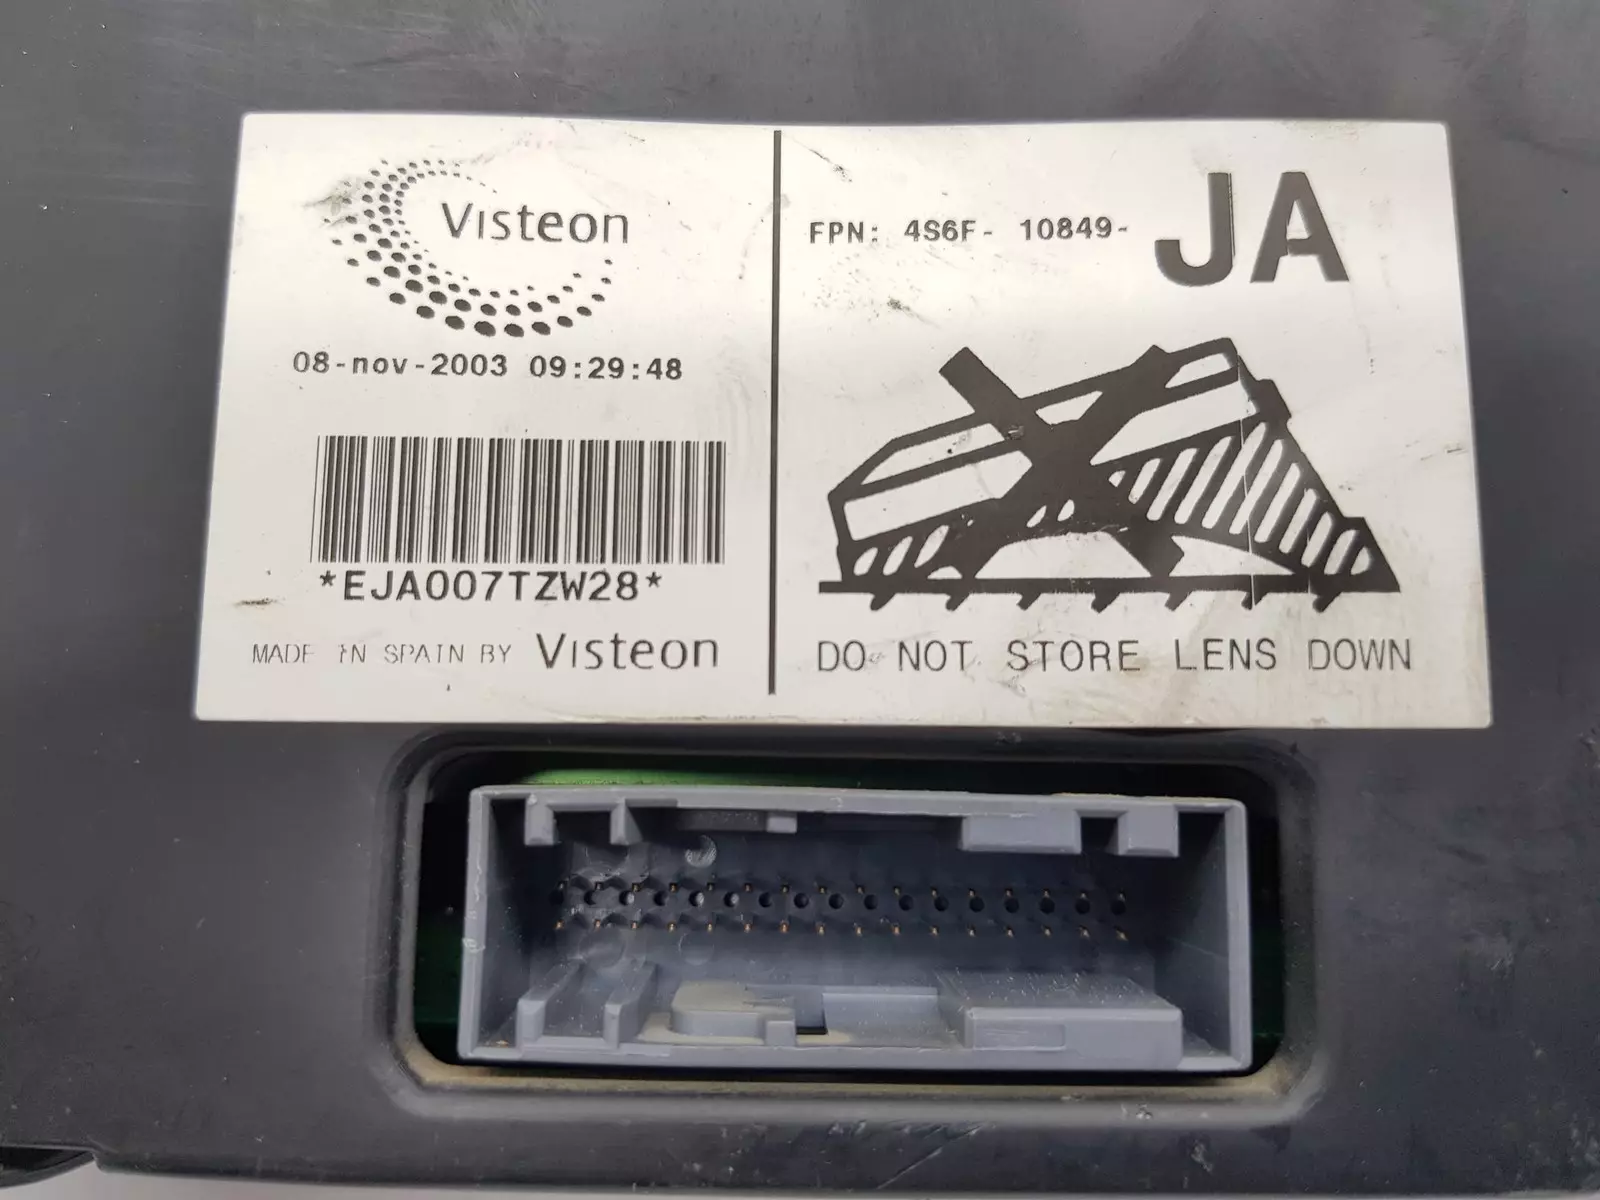 Visteon
08-nov-2003 09:29:48
*EJA007TZW28*
MADE IN SPAIN BY Visteon
FPN: 4S6F- 10849- JA
DO NOT STORE LENS DOWN